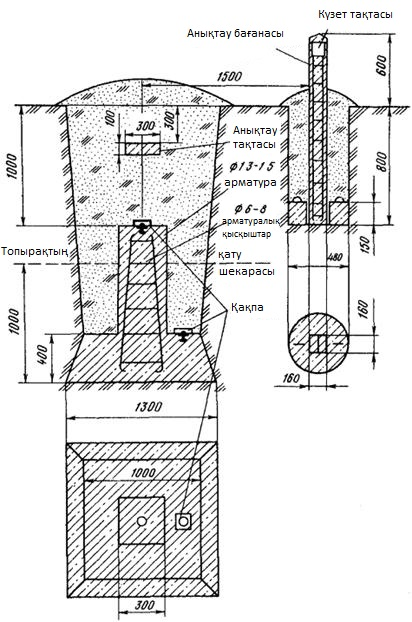 Күзет тақтасы
Анықтау бағанасы
1500
600
100
300
300
Анықтау
тақтасы
1000
800
ф13-15
арматура
ф6-8
арматуралық
қысқыштар
150
Топырақтың
қату
шекарасы
480
Қақпа
1000
400
160
160
1300
1000
300